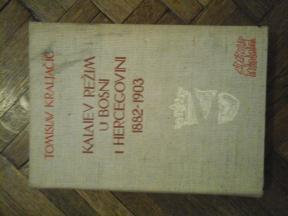 TOMISLAV KRALJAČIĆ
KALAJEV REŽIM
U BOSNI
I HERCEGOVINI
1882-1903